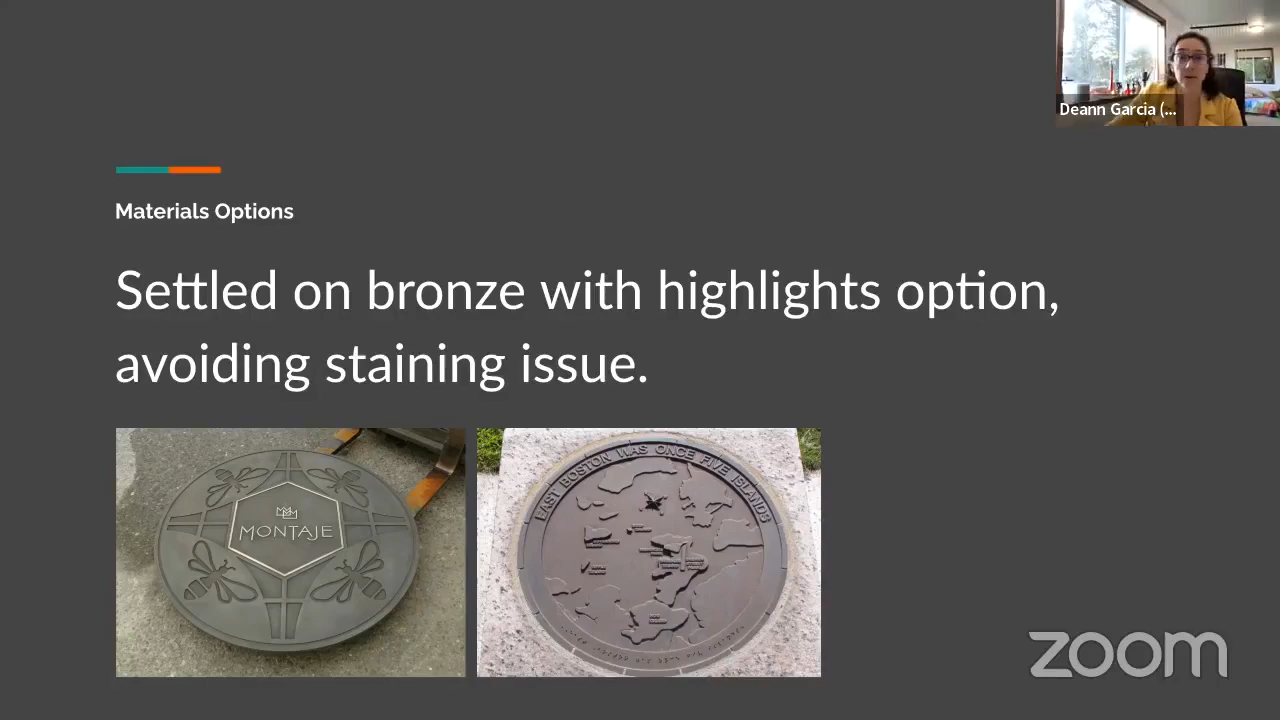 Deann Garcia (...
Materials Options
Settled on bronze with highlights option,
avoiding staining issue.
MONTAJE
EAST BOSTON WAS ONCE FIVE ISLANDS
zoom